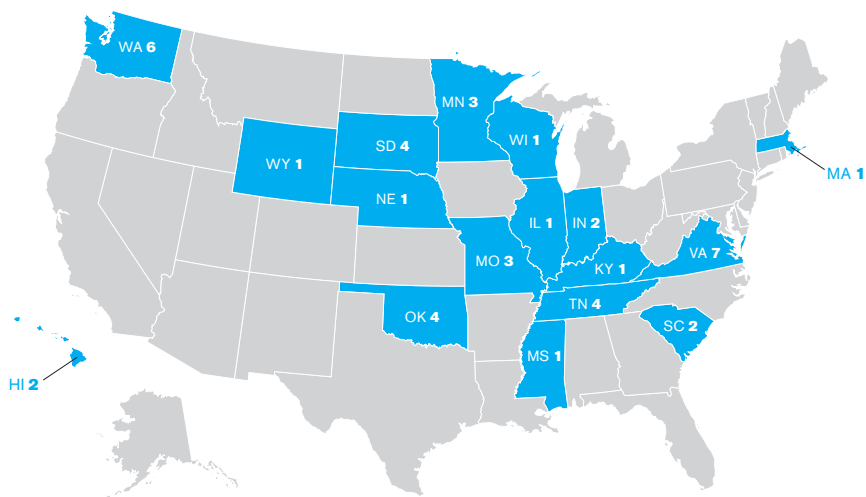 WA 6
MN 3
WI 1
SD 4
WY 1
MA 1
NE 1
IL 1
IN 2
VA 7
MO 3
KY 1
TN 4
OK 4
SC 2
MS 1
HI 2